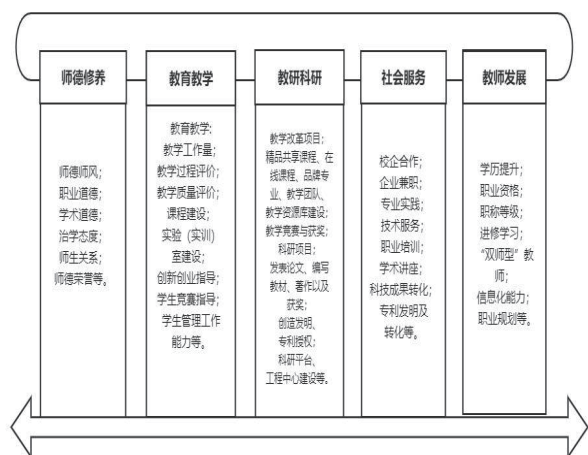 师德修养
师德师风；
职业道德；
学术道德；
治学态度；
师生关系；
师德荣誉等。
教育教学
教育教学:
教学工作量；
教学过程评价；
教学质量评价；
课程建设；
实验（实训）
室建设；
创新创业指导；
学生竞赛指导；
学生管理工作
能力等。
教研科研
教学改革项目；
精品共享课程、在
线课程、品牌专
业、教学团队、
教学资源库建设；
教学竞赛与获奖；
科研项目；
发表论文、编写
教材、著作以及
获奖；
创造发明、
专利授权；
科研平台、
工程中心建设等。
社会服务
校企合作；
企业兼职；
专业实践；
技术服务；
职业培训；
学术讲座；
科技成果转化；
专利发明及
转化等。
教师发展
学历提升；
职业资格；
职称等级；
进修学习；
“双师型”教
师；
信息化能力；
职业规划等。